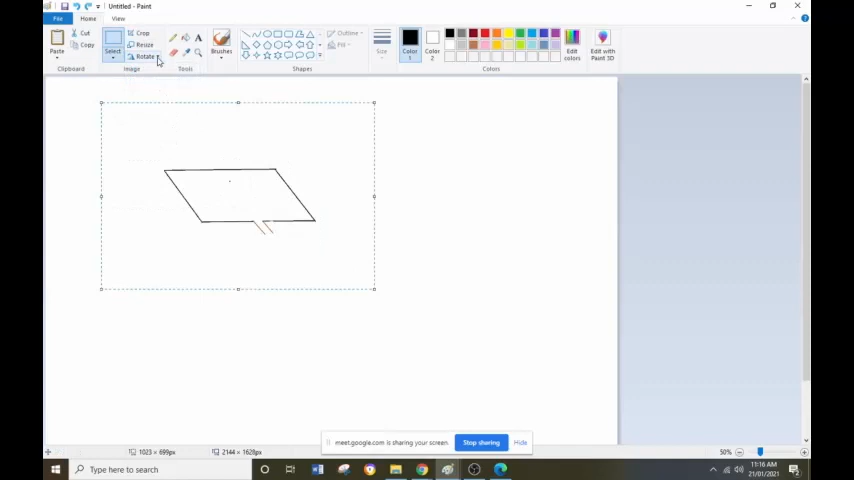 Untitled - Paint
File
Home
View
Paste
Cut
Copy
Clipboard
Select
Crop
Resize
Rotate
Image
A
Tools
Brushes
Outline
Fill
Shapes
Size
Color
1
Color
2
Colors
Edit
colors
Edit with
Paint 3D
meet.google.com is sharing your screen.
Stop sharing
Hide
1023 × 699px
2144 × 1628px
50%
Type here to search
11:16 AM
21/01/2021